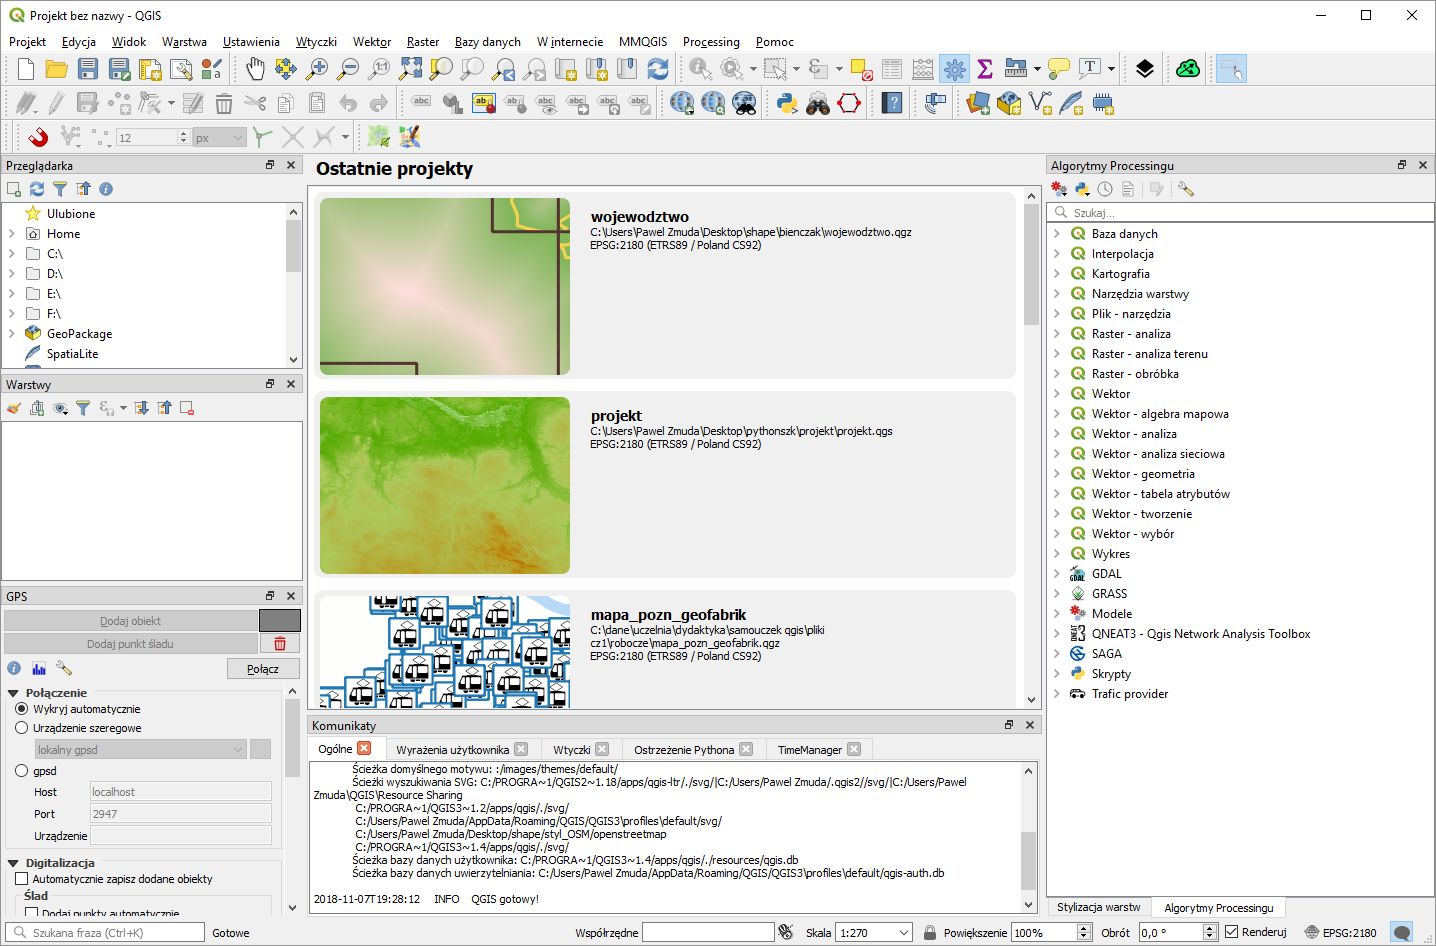 Projekt bez nazwy - QGIS
Projekt Edycja Widok Warstwa Ustawienia Wtyczki Wektor Raster Bazy danych W internecie MMQGIS Processing Pomoc
12 px
Przeglądarka
Ulubione
Home
C:\
D:\
E:\
F:\
GeoPackage
SpatiaLite
Warstwy
GPS
Dodaj obiekt
Dodaj punkt śladu
Połącz
Połączenie
Wykryj automatycznie
Urządzenie szeregowe
lokalny gpsd
gpsd
Host localhost
Port 2947
Urządzenie
Digitalizacja
Automatycznie zapisz dodane obiekty
Ślad
Dodaj punkty automatycznie
Ostatnie projekty
wojewodztwo
C:\Users\Pawel Zmuda\Desktop\shape\bienczak\wojewodztwo.qgz
EPSG:2180 (ETRS89 / Poland CS92)
projekt
C:\Users\Pawel Zmuda\Desktop\pythonszk\projekt\projekt.qgs
EPSG:2180 (ETRS89 / Poland CS92)
mapa_pozn_geofabrik
C:\dane\uczelnia\dydaktyka\samouczek qgis\pliki
cz1\robocze\mapa_pozn_geofabrik.qgz
EPSG:2180 (ETRS89 / Poland CS92)
Komunikaty
Ogólne Wyrażenia użytkownika Wtyczki Ostrzeżenie Pythona TimeManager
Ścieżka domyślnego motywu: :/images/themes/default/
Ścieżki wyszukiwania SVG: C:/PROGRA~1/QGIS2~1.18/apps/qgis-ltr/./svg/|C:/Users/Pawel Zmuda/.qgis2//svg/|C:/Users/Pawel
Zmuda\QGIS\Resource Sharing
C:/PROGRA~1/QGIS3~1.2/apps/qgis/./svg/
C:/Users/Pawel Zmuda/AppData/Roaming/QGIS/QGIS3\profiles\default/svg/
C:/Users/Pawel Zmuda/Desktop/shape/styl_OSM/openstreetmap
C:/PROGRA~1/QGIS3~1.4/apps/qgis/./svg/
Ścieżka bazy danych użytkownika: C:/PROGRA~1/QGIS3~1.4/apps/qgis/./resources/qgis.db
Ścieżka bazy danych uwierzytelniania: C:/Users/Pawel Zmuda/AppData/Roaming/QGIS/QGIS3\profiles\default/qgis-auth.db
2018-11-07T19:28:12 INFO QGIS gotowy!
Algorytmy Processingu
Szukaj...
Baza danych
Interpolacja
Kartografia
Narzędzia warstwy
Plik - narzędzia
Raster - analiza
Raster - analiza terenu
Raster - obróbka
Wektor
Wektor - algebra mapowa
Wektor - analiza
Wektor - analiza sieciowa
Wektor - geometria
Wektor - tabela atrybutów
Wektor - tworzenie
Wektor - wybór
Wykres
GDAL
GRASS
Modele
QNEAT3 - Qgis Network Analysis Toolbox
SAGA
Skrypty
Trafic provider
Stylizacja warstw Algorytmy Processingu
Szukana fraza (Ctrl+K) Gotowe Współrzędne Skala 1:270 Powiększenie 100% Obrót 0,0 ° Renderuj EPSG:2180